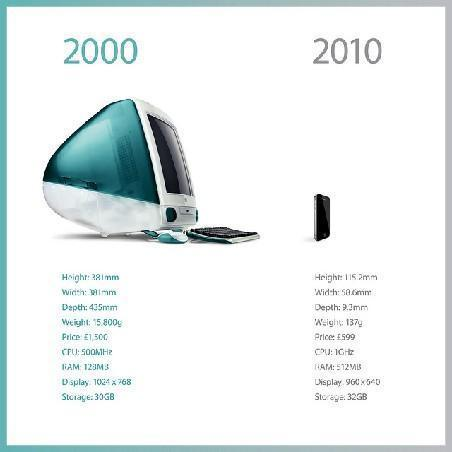 2000
2010
Height: 381mm
Width: 381mm
Depth: 435mm
Weight: 15,800g
Price: £1,500
CPU: 500MHz
RAM: 128MB
Display: 1024 x 768
Storage: 30GB
Height: 115.2mm
Width: 58.6mm
Depth: 9.3mm
Weight: 137g
Price: £599
CPU: 1GHz
RAM: 512MB
Display: 960 x 640
Storage: 32GB